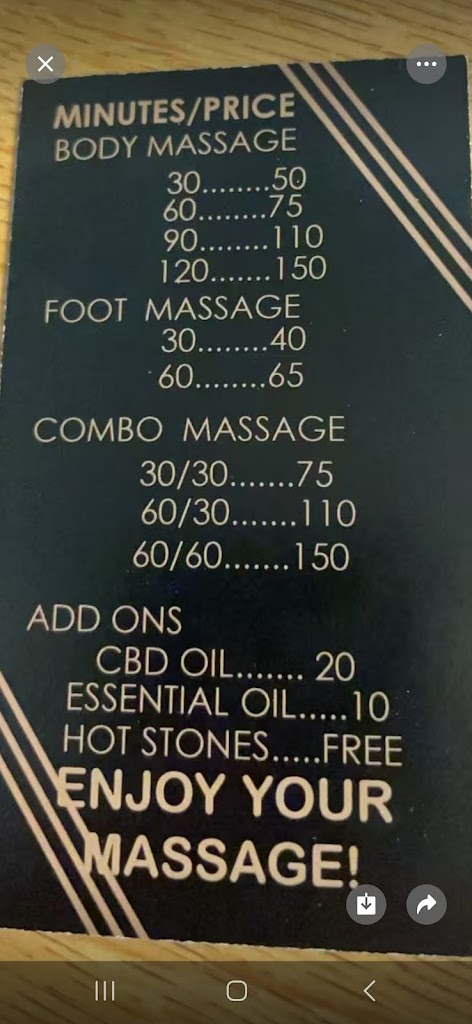 MINUTES/PRICE
BODY MASSAGE
30........50
60........75
90........110
120.......150
FOOT MASSAGE
30........40
60........65
COMBO MASSAGE
30/30.......75
60/30.......110
60/60.......150
ADD ONS
CBD OIL....... 20
ESSENTIAL OIL.....10
HOT STONES.....FREE
ENJOY YOUR
MASSAGE!